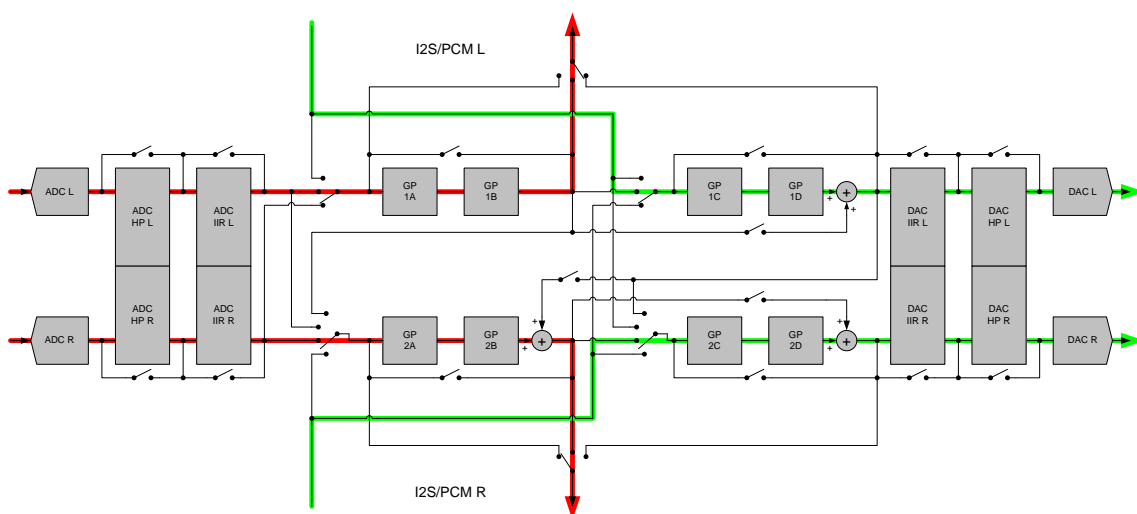 I2S/PCM L
ADC L
ADC
HP L
ADC
IIR L
GP
1A
GP
1B
GP
1C
GP
1D
+
+
+
DAC
IIR L
DAC
HP L
DAC L
ADC R
ADC
HP R
ADC
IIR R
GP
2A
GP
2B
+
+
+
GP
2C
GP
2D
+
+
+
DAC
IIR R
DAC
HP R
DAC R
I2S/PCM R